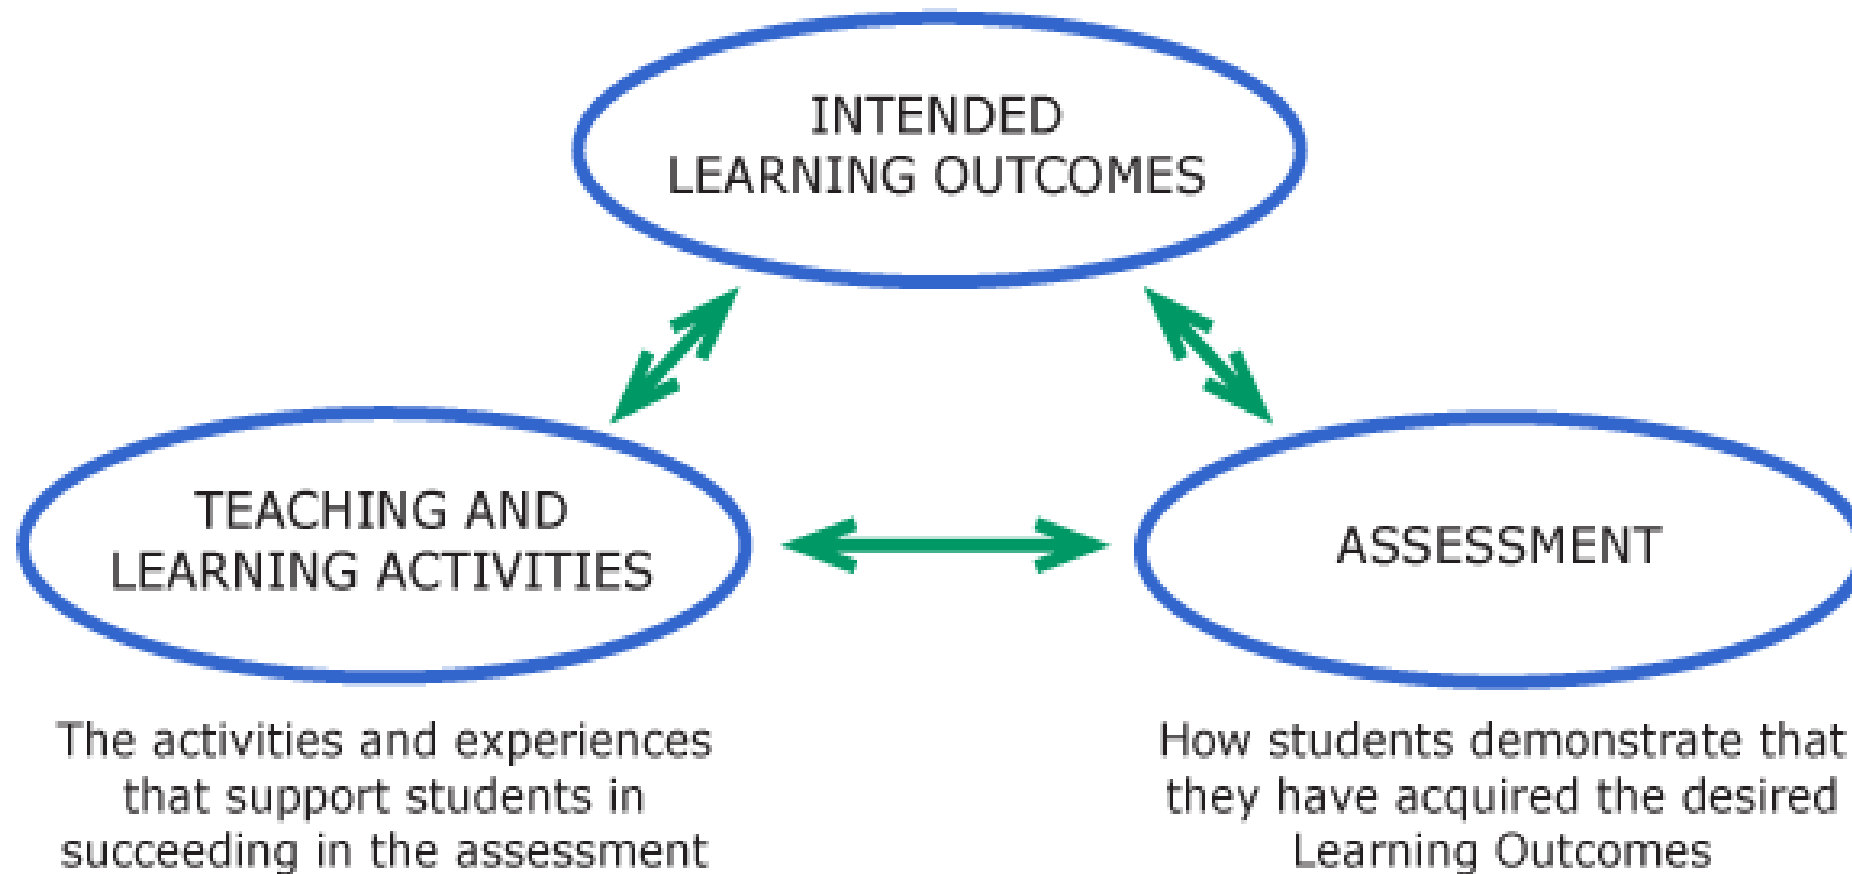 INTENDED
LEARNING OUTCOMES
TEACHING AND
LEARNING ACTIVITIES
ASSESSMENT
The activities and experiences
that support students in
succeeding in the assessment
How students demonstrate that
they have acquired the desired
Learning Outcomes